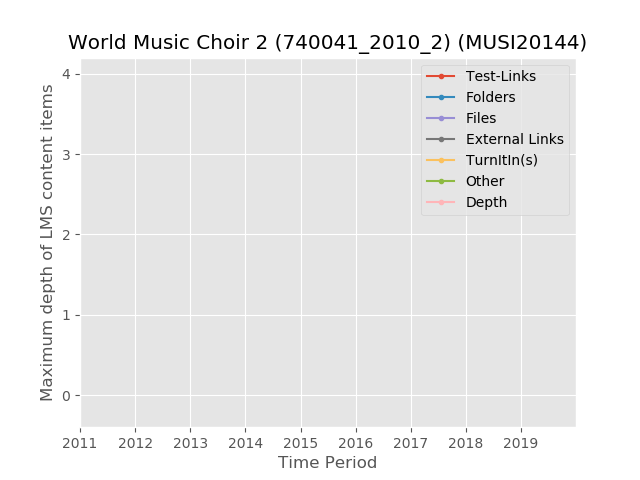 World Music Choir 2 (740041_2010_2) (MUSI20144)
Maximum depth of LMS content items
4
3
2
1
0
Test-Links
Folders
Files
External Links
TurnItIn(s)
Other
Depth
2011 2012 2013 2014 2015 2016 2017 2018 2019
Time Period